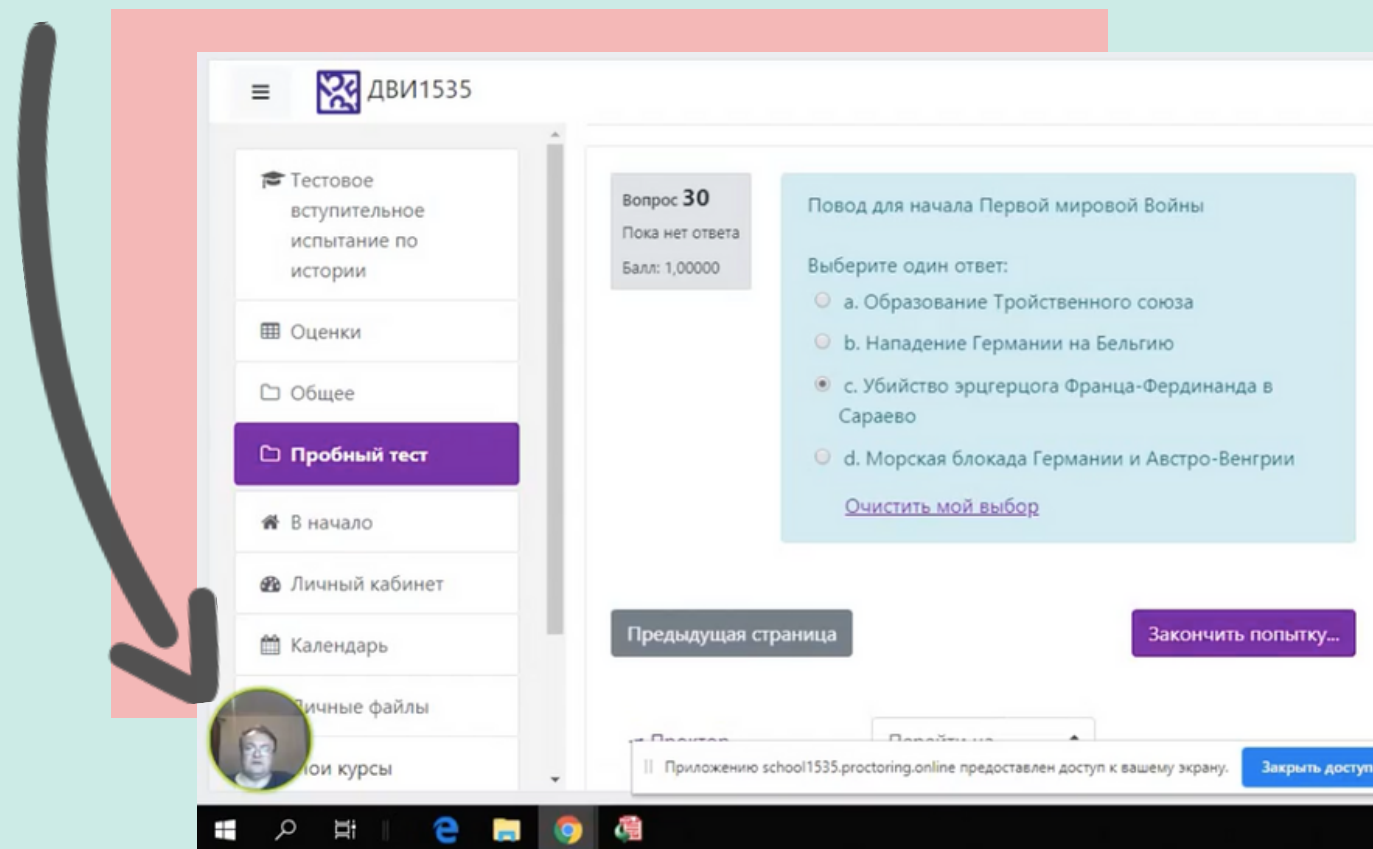 ДВИ1535
Тестовое
вступительное
испытание по
истории
Оценки
Общее
Пробный тест
В начало
Личный кабинет
Календарь
Личные файлы
Мои курсы
Вопрос 30
Пока нет ответа
Балл: 1,00000
Повод для начала Первой мировой Войны
Выберите один ответ:
a. Образование Тройственного союза
b. Нападение Германии на Бельгию
c. Убийство эрцгерцога Франца-Фердинанда в
Сараево
d. Морская блокада Германии и Австро-Венгрии
Очистить мой выбор
Предыдущая страница
Закончить попытку...
Приложению school1535.proctoring.online предоставлен доступ к вашему экрану.
Закрыть доступ